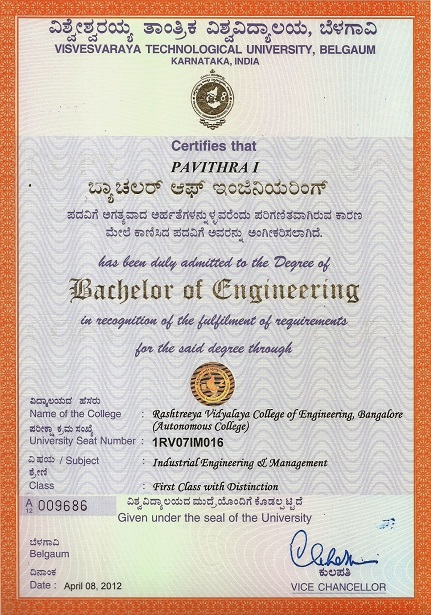 ವಿಶ್ವೇಶ್ವರಯ್ಯ ತಾಂತ್ರಿಕ ವಿಶ್ವವಿದ್ಯಾಲಯ, ಬೆಳಗಾವಿ
VISVESVARAYA TECHNOLOGICAL UNIVERSITY, BELGAUM
KARNATAKA, INDIA
Certifies that
PAVITHRA I
ಬ್ಯಾಚಲರ್ ಆಫ್ ಇಂಜಿನಿಯರಿಂಗ್
ಪದವಿಗೆ ಅಗತ್ಯವಾದ ಅರ್ಹತೆಗಳನ್ನುಳ್ಳವರೆಂದು ಪರಿಗಣಿತವಾಗಿರುವ ಕಾರಣ
ಮೇಲೆ ಕಾಣಿಸಿದ ಪದವಿಗೆ ಅವರನ್ನು ಅಂಗೀಕರಿಸಲಾಗಿದೆ.
has been duly admitted to the Degree of
Bachelor of Engineering
in recognition of the fulfilment of requirements
for the said degree through
ವಿದ್ಯಾಲಯದ ಹೆಸರು
Name of the College : Rashtreeya Vidyalaya College of Engineering, Bangalore
(Autonomous College)
ಪರೀಕ್ಷಾ ಕ್ರಮ ಸಂಖ್ಯೆ
University Seat Number : 1RV07IM016
ವಿಷಯ / Subject : Industrial Engineering & Management
ಶ್ರೇಣಿ
Class : First Class with Distinction
A/12 009686
ವಿಶ್ವವಿದ್ಯಾಲಯದ ಮುದ್ರೆಯೊಂದಿಗೆ ಕೊಡಲ್ಪಟ್ಟಿದೆ
Given under the seal of the University
ಬೆಳಗಾವಿ
Belgaum
ದಿನಾಂಕ
Date : April 08, 2012
ಕುಲಪತಿ
VICE CHANCELLOR